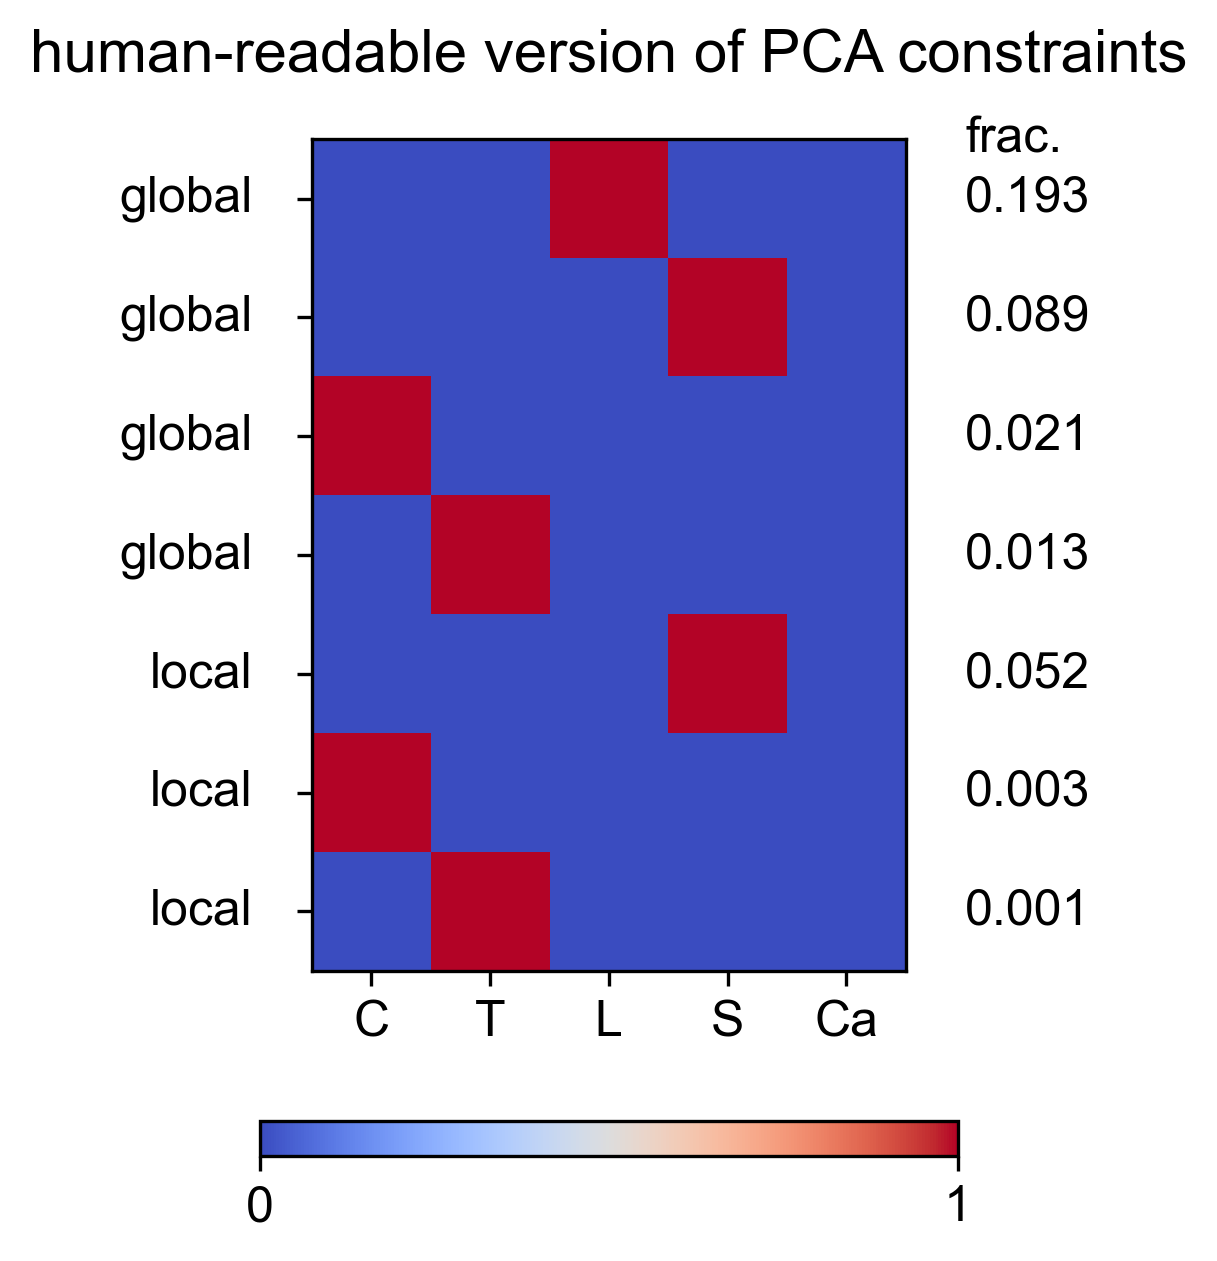 human-readable version of PCA constraints
frac.
global 0.193
global 0.089
global 0.021
global 0.013
local 0.052
local 0.003
local 0.001
C T L S Ca
0 1